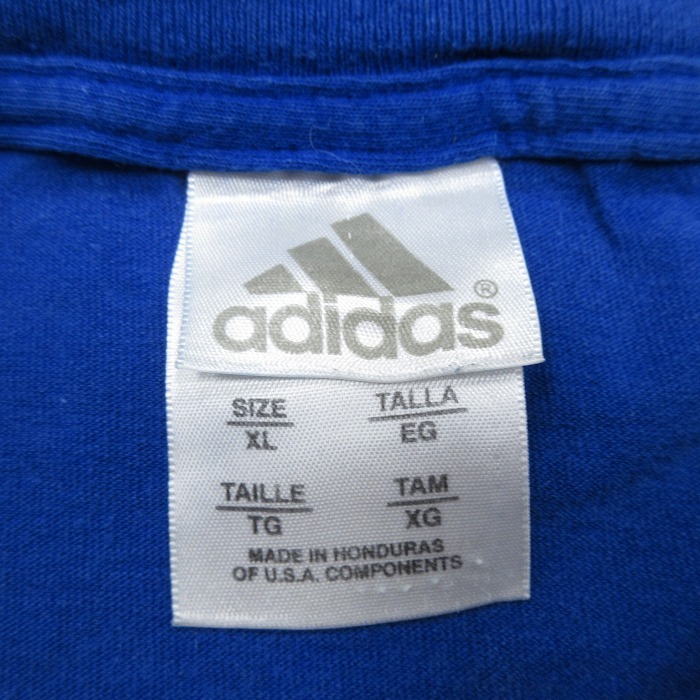 adidas®
SIZE TALLA
XL EG
TAILLE TAM
TG XG
MADE IN HONDURAS
OF U.S.A. COMPONENTS